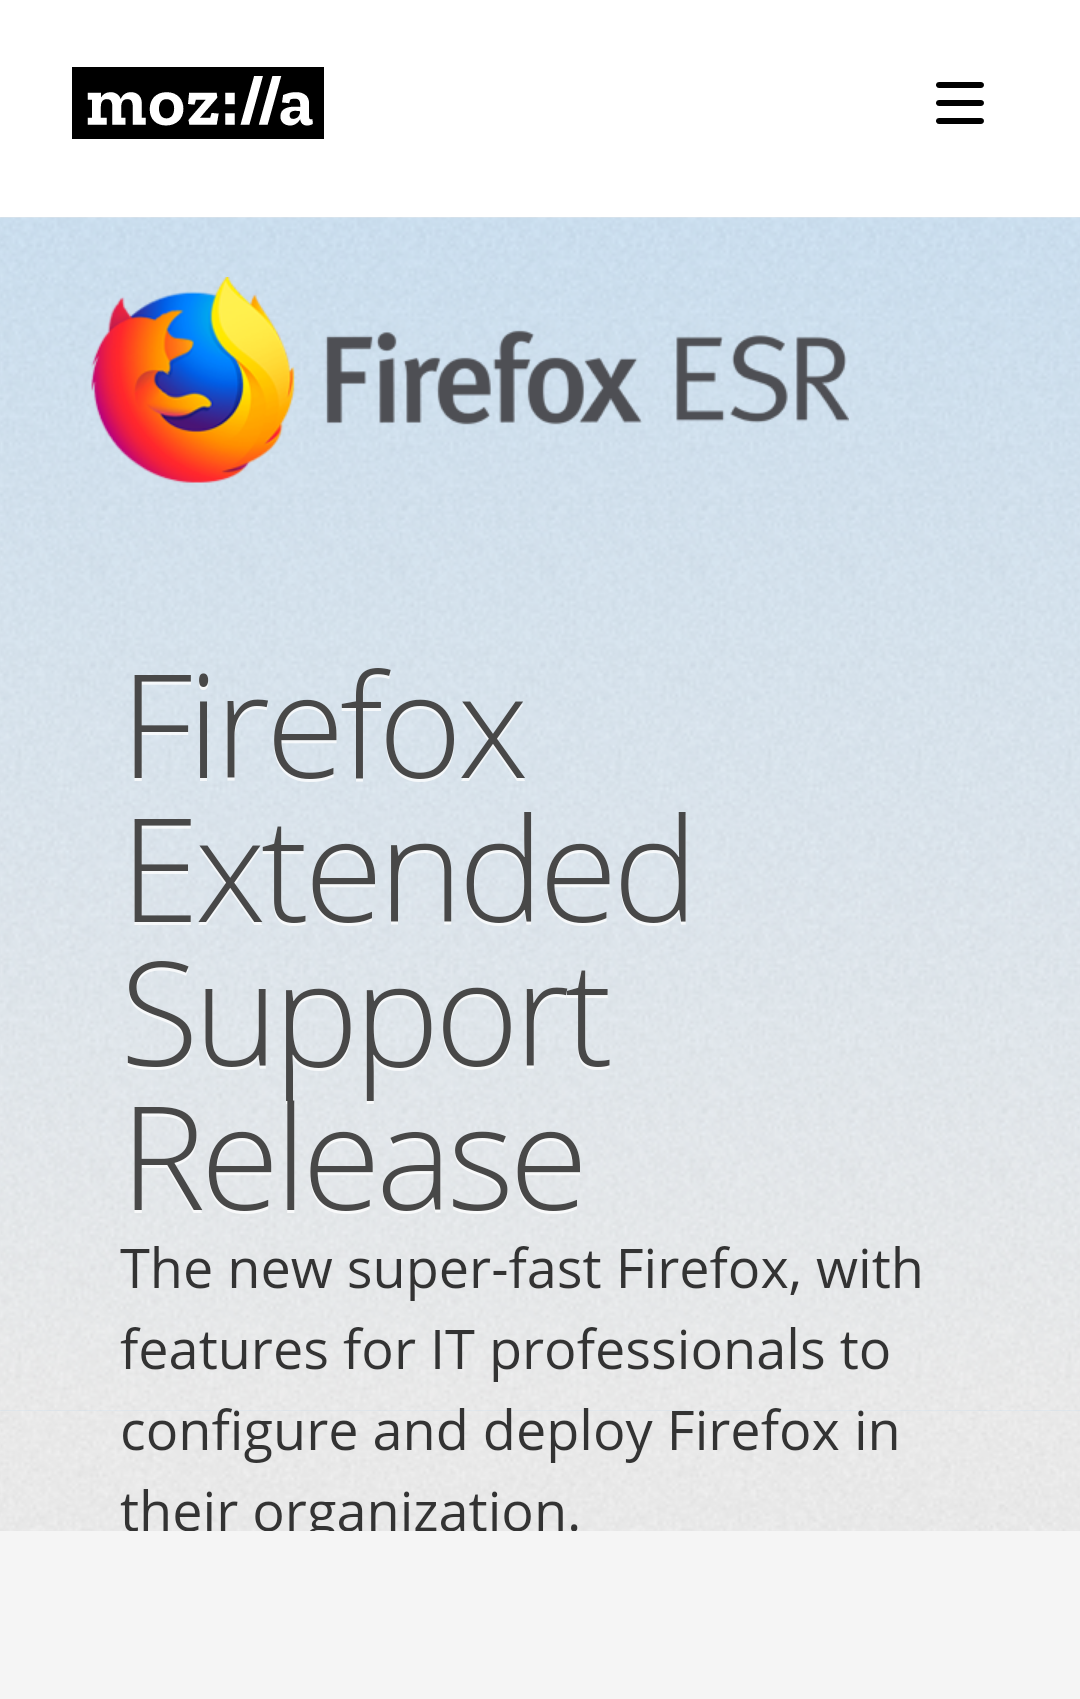 moz://a
Firefox ESR
Firefox
Extended
Support
Release
The new super-fast Firefox, with
features for IT professionals to
configure and deploy Firefox in
their organization.